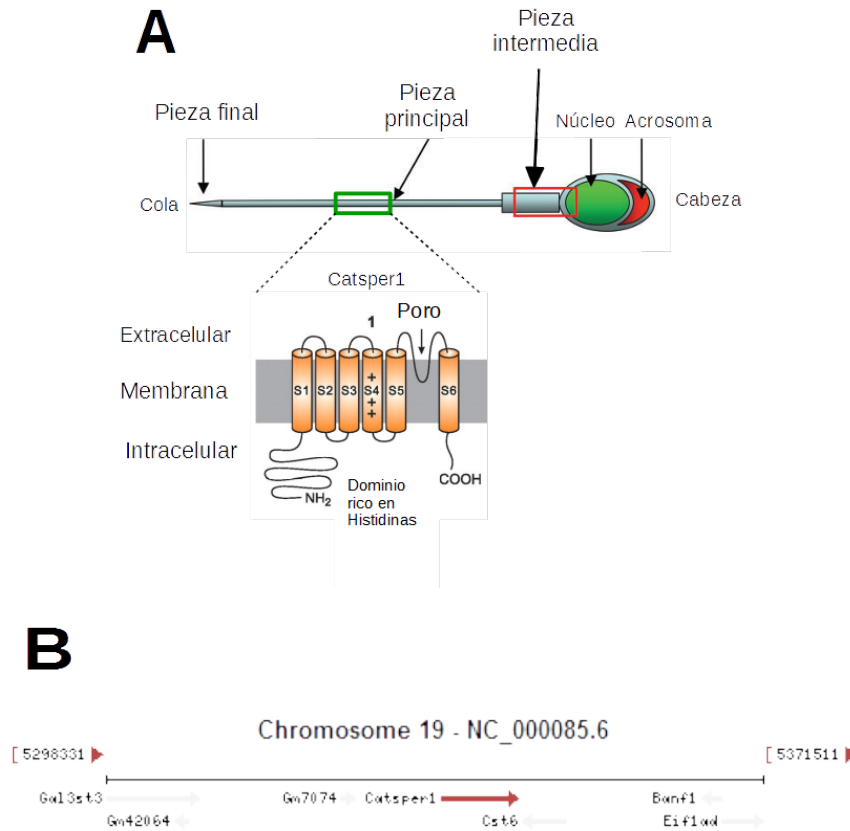 A
Pieza
intermedia
Pieza
principal
Pieza final
Núcleo
Acrosoma
Cola
Cabeza
Catsper1
1
Poro
Extracelular
Membrana
Intracelular
S1
S2
S3
+
S4
+
+
S5
S6
NH2
COOH
Dominio
rico en
Histidinas
B
Chromosome 19 - NC_000085.6
[ 5298331
[ 5371511
Gal3st3
Gm7074
Catsper1
Banf1
Gm42064
Cst6
Eif1ad